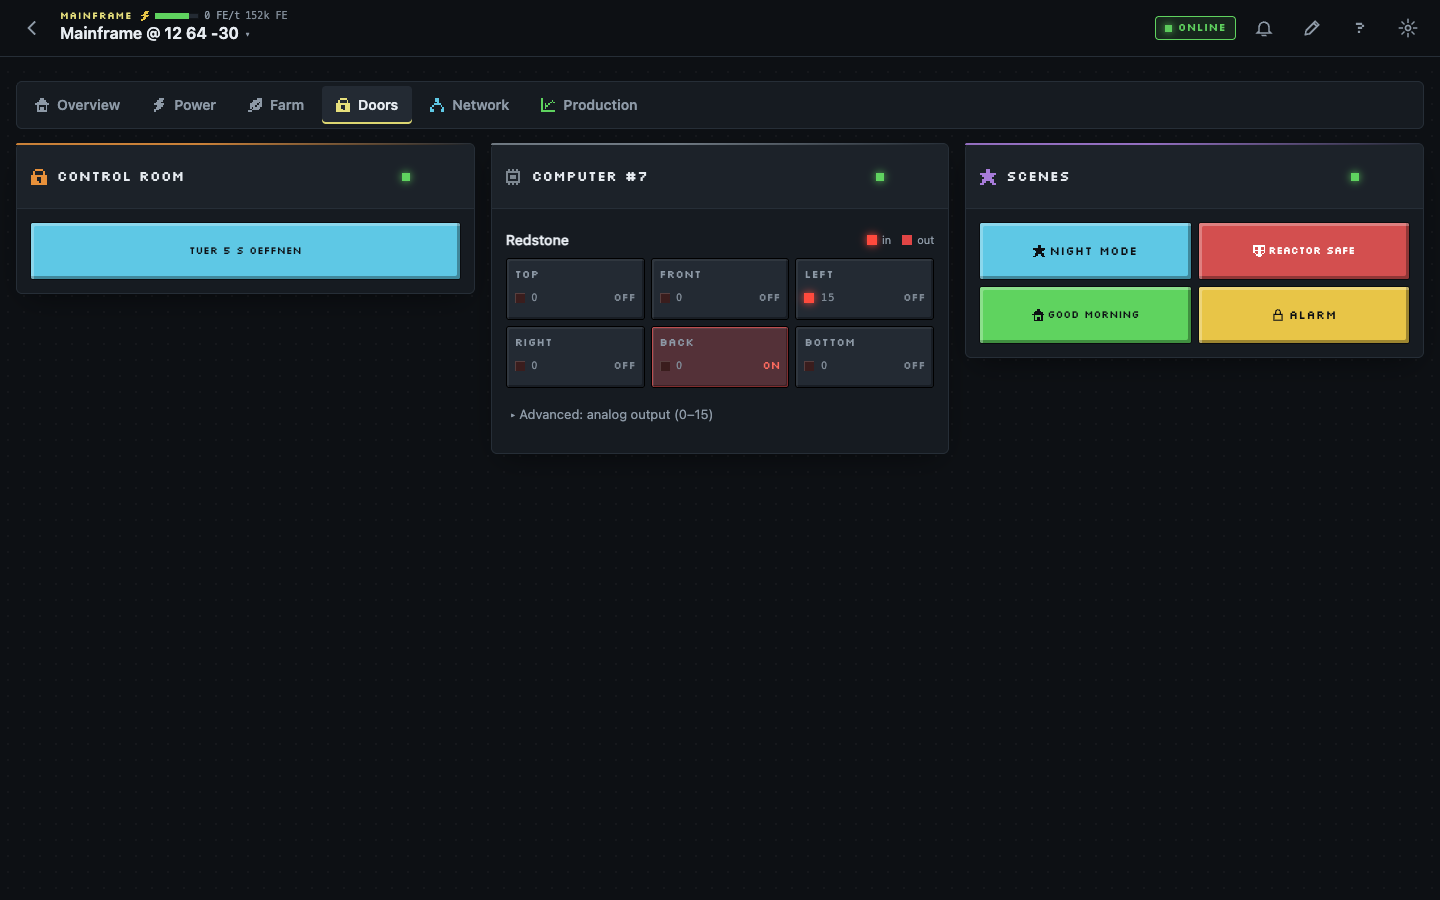 MAINFRAME 0 FE/t 152k FE
Mainframe @ 12 64 -30
ONLINE
?
Overview Power Farm Doors Network Production
CONTROL ROOM
TUER 5 S OEFFNEN
COMPUTER #7
Redstone in out
TOP FRONT LEFT
0 OFF 0 OFF 15 OFF
RIGHT BACK BOTTOM
0 OFF 0 ON 0 OFF
Advanced: analog output (0–15)
SCENES
NIGHT MODE REACTOR SAFE
GOOD MORNING ALARM